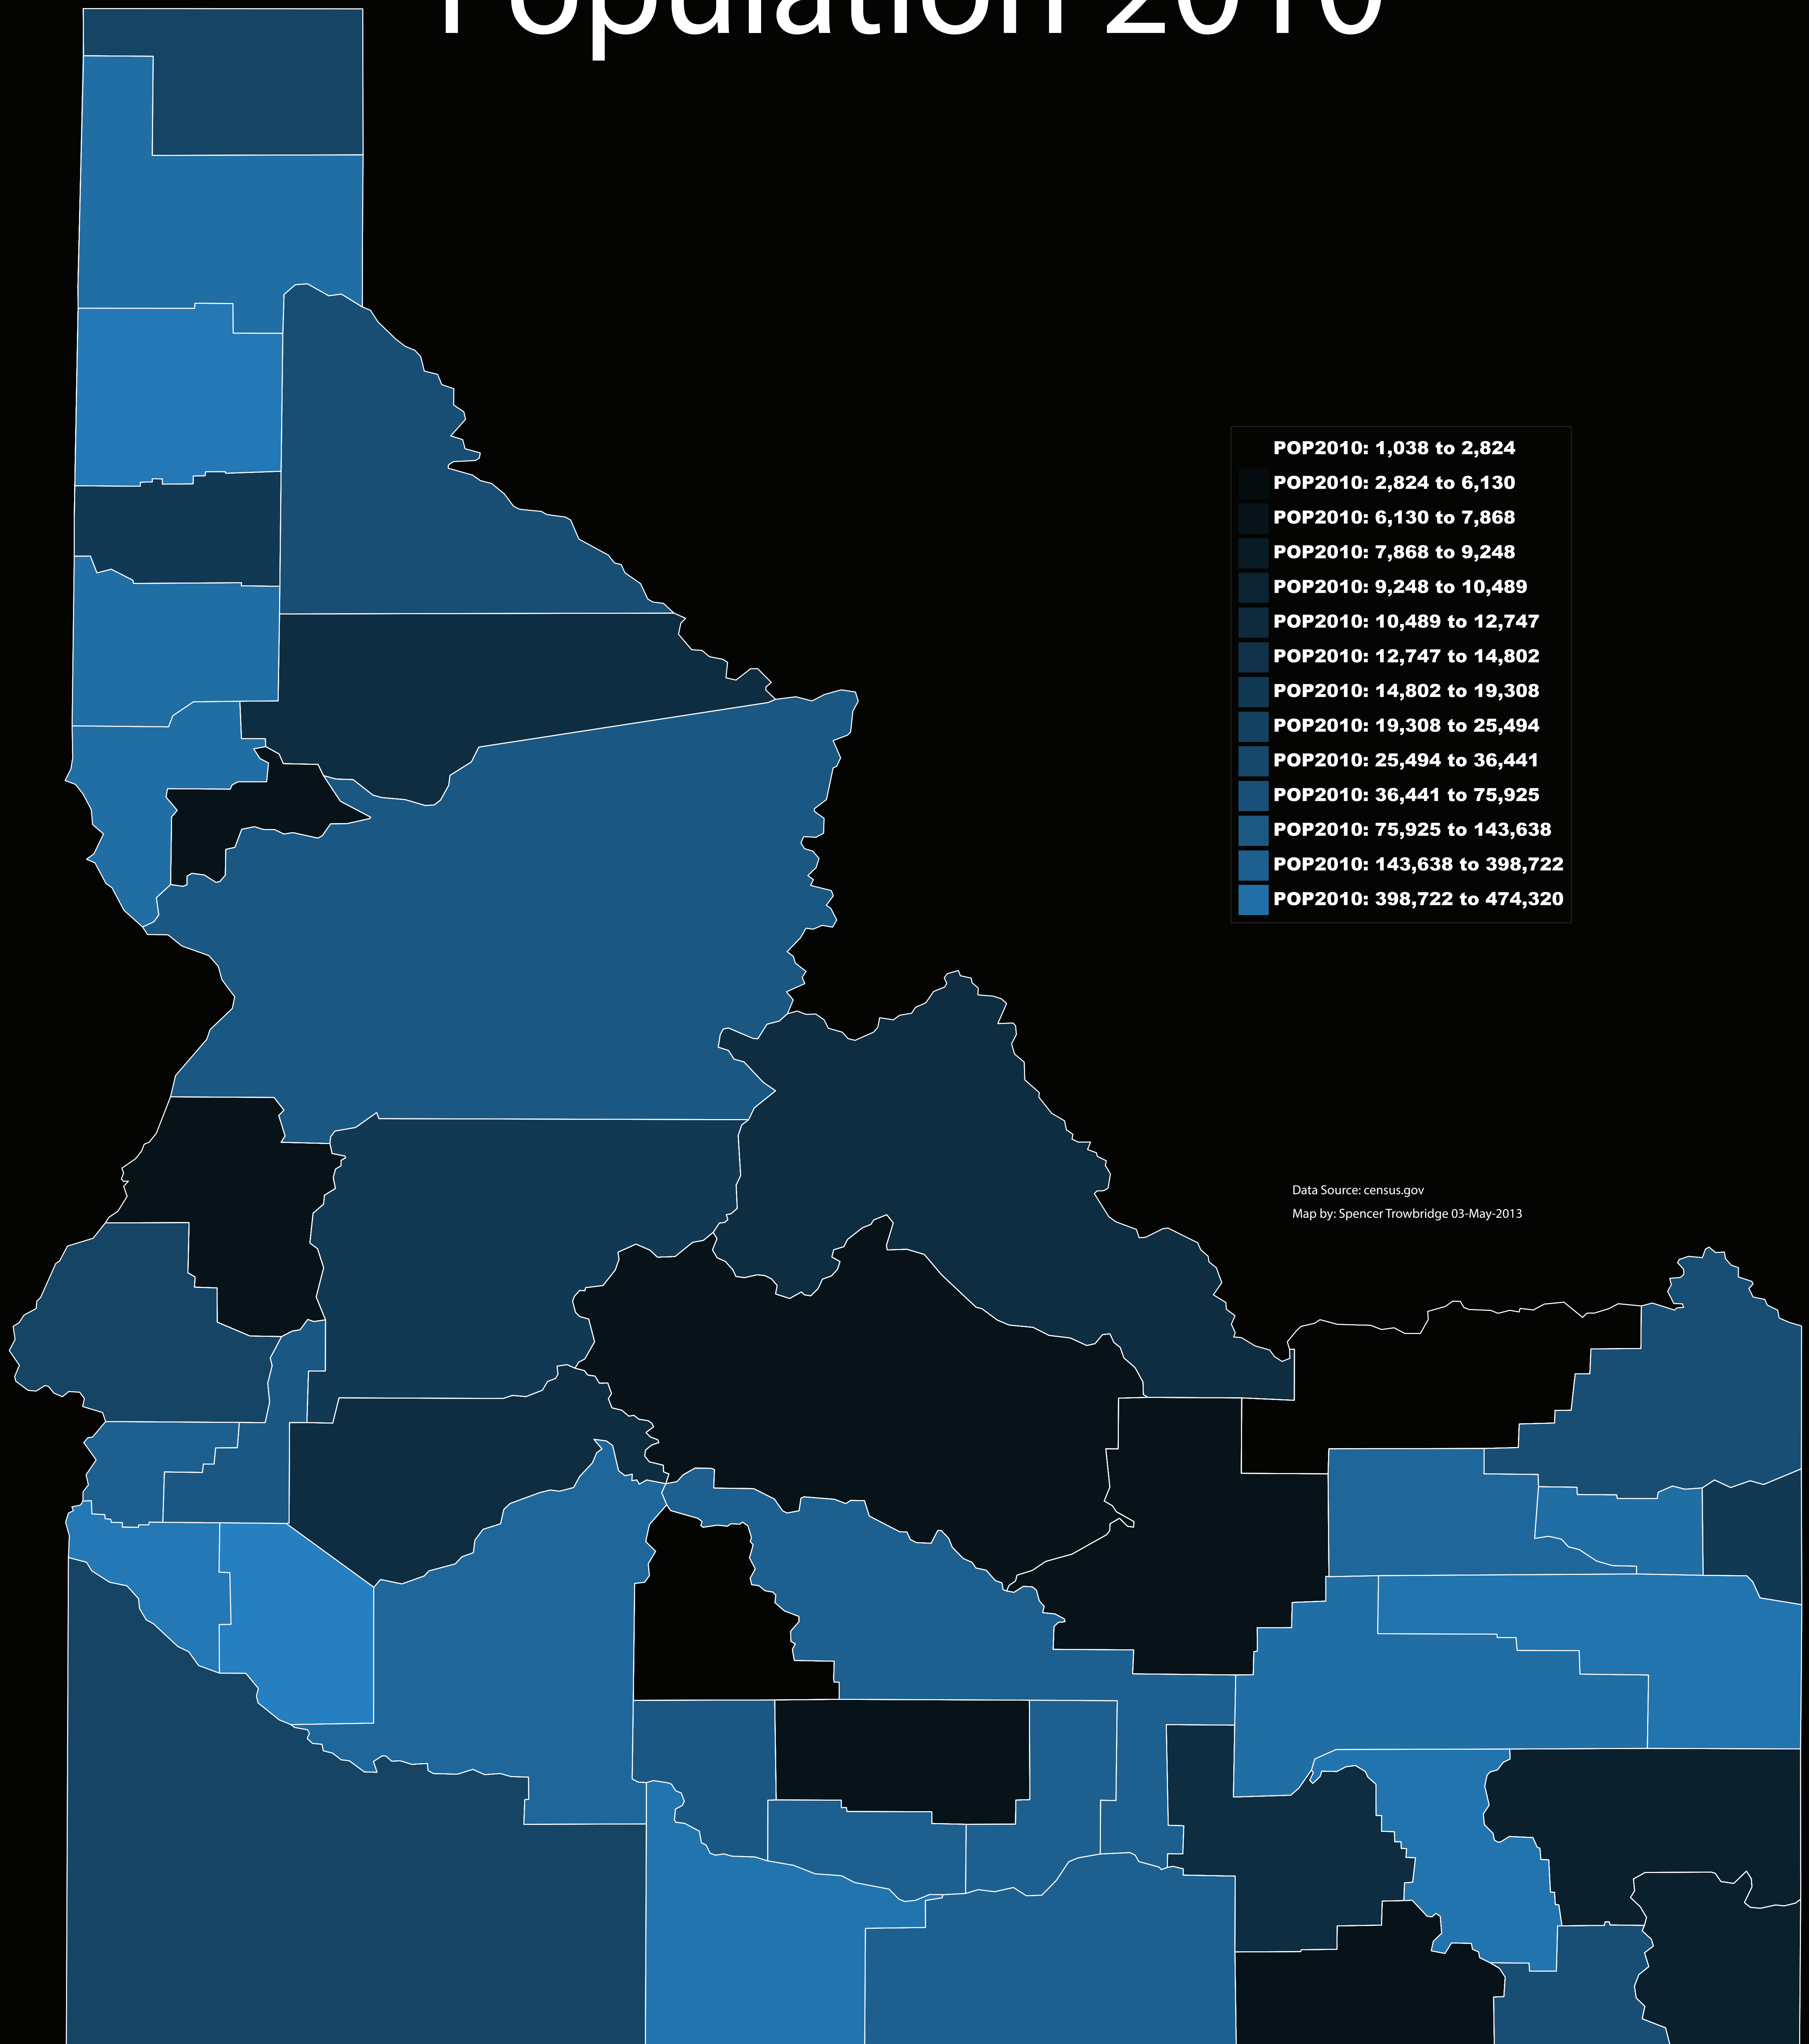 Population 2010
POP2010: 1,038 to 2,824
POP2010: 2,824 to 6,130
POP2010: 6,130 to 7,868
POP2010: 7,868 to 9,248
POP2010: 9,248 to 10,489
POP2010: 10,489 to 12,747
POP2010: 12,747 to 14,802
POP2010: 14,802 to 19,308
POP2010: 19,308 to 25,494
POP2010: 25,494 to 36,441
POP2010: 36,441 to 75,925
POP2010: 75,925 to 143,638
POP2010: 143,638 to 398,722
POP2010: 398,722 to 474,320
Data Source: census.gov
Map by: Spencer Trowbridge 03-May-2013